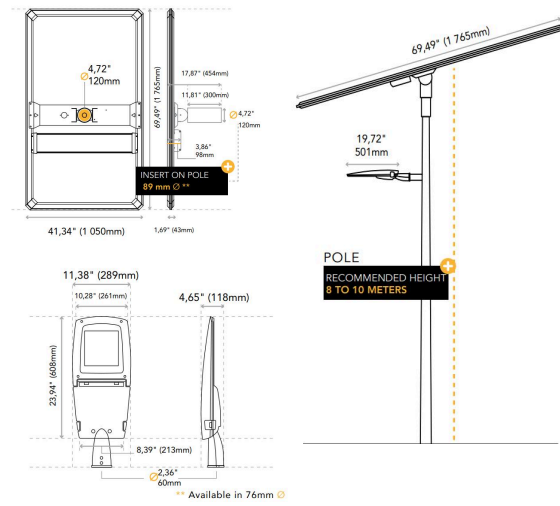 4,72"
120mm
69,49" (1 765mm)
17,87" (454mm)
11,81" (300mm)
Ø 4,72"
120mm
3,86"
98mm
INSERT ON POLE
89 mm Ø **
41,34" (1 050mm)
1,69" (43mm)
69,49" (1 765mm)
19,72"
501mm
POLE
RECOMMENDED HEIGHT
8 TO 10 METERS
11,38" (289mm)
10,28" (261mm)
4,65" (118mm)
23,94" (608mm)
8,39" (213mm)
Ø 2,36"
60mm
** Available in 76mm Ø